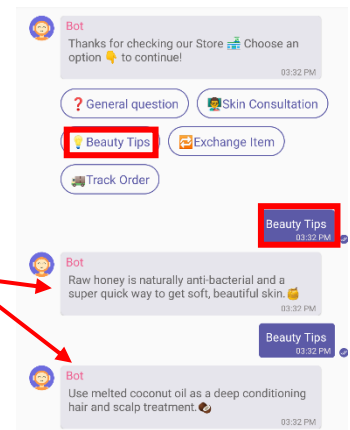 Bot
Thanks for checking our Store 🏪 Choose an
option 👇 to continue!
03:32 PM
❓General question
👩‍🏫Skin Consultation
💡Beauty Tips
🔁Exchange Item
🚚Track Order
Beauty Tips
03:32 PM
Bot
Raw honey is naturally anti-bacterial and a
super quick way to get soft, beautiful skin.🍯
03:32 PM
Beauty Tips
03:32 PM
Bot
Use melted coconut oil as a deep conditioning
hair and scalp treatment.🥥
03:32 PM